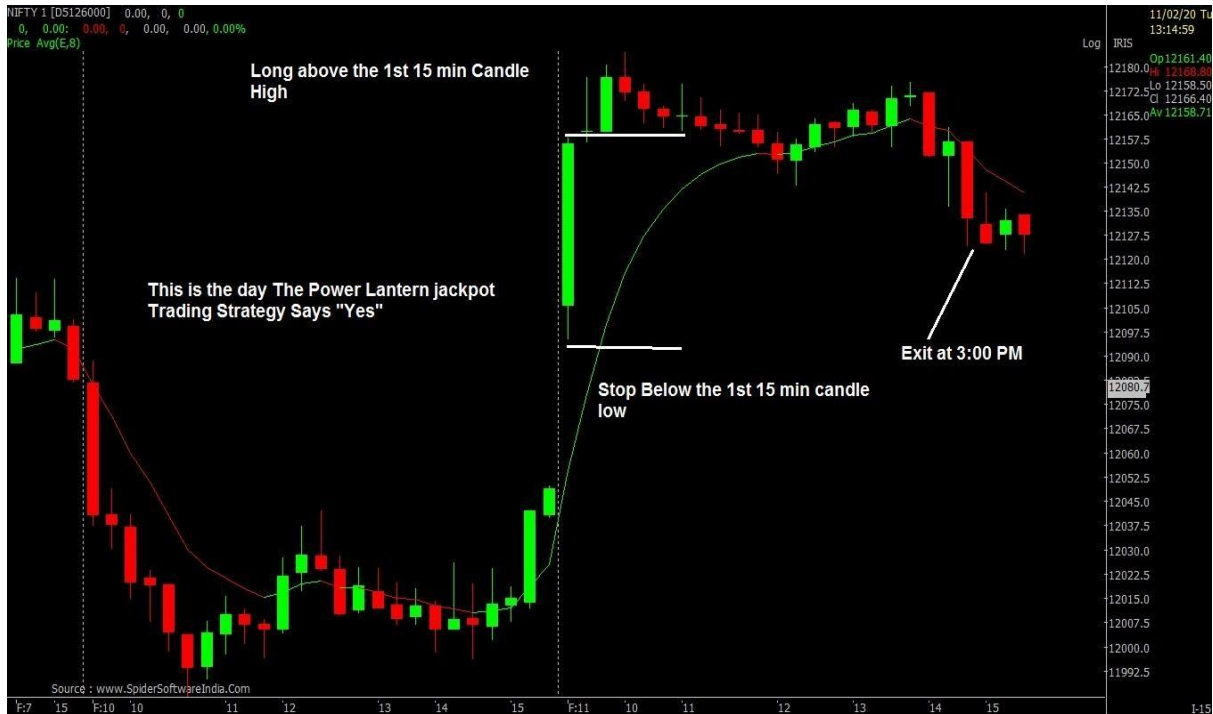 NIFTY 1 [D5126000] 0.00, 0, 0
0, 0.00: 0.00, 0, 0.00, 0.00, 0.00%
Price Avg(E,8)
11/02/20 Tu
13:14:59
Log IRIS
Op12161.40
Hi 12168.80
Lo 12158.50
Cl 12166.40
Av 12158.71
Long above the 1st 15 min Candle
High
This is the day The Power Lantern jackpot
Trading Strategy Says "Yes"
Stop Below the 1st 15 min candle
low
Exit at 3:00 PM
12180.0
12172.5
12165.0
12157.5
12150.0
12142.5
12135.0
12127.5
12120.0
12112.5
12105.0
12097.5
12090.0
12080.7
12075.0
12067.5
12060.0
12052.5
12045.0
12037.5
12030.0
12022.5
12015.0
12007.5
12000.0
11992.5
Source : www.SpiderSoftwareIndia.Com
F:7 '15 F:10 '10 '11 '12 '13 '14 '15 F:11 '10 '11 '12 '13 '14 '15 I-15